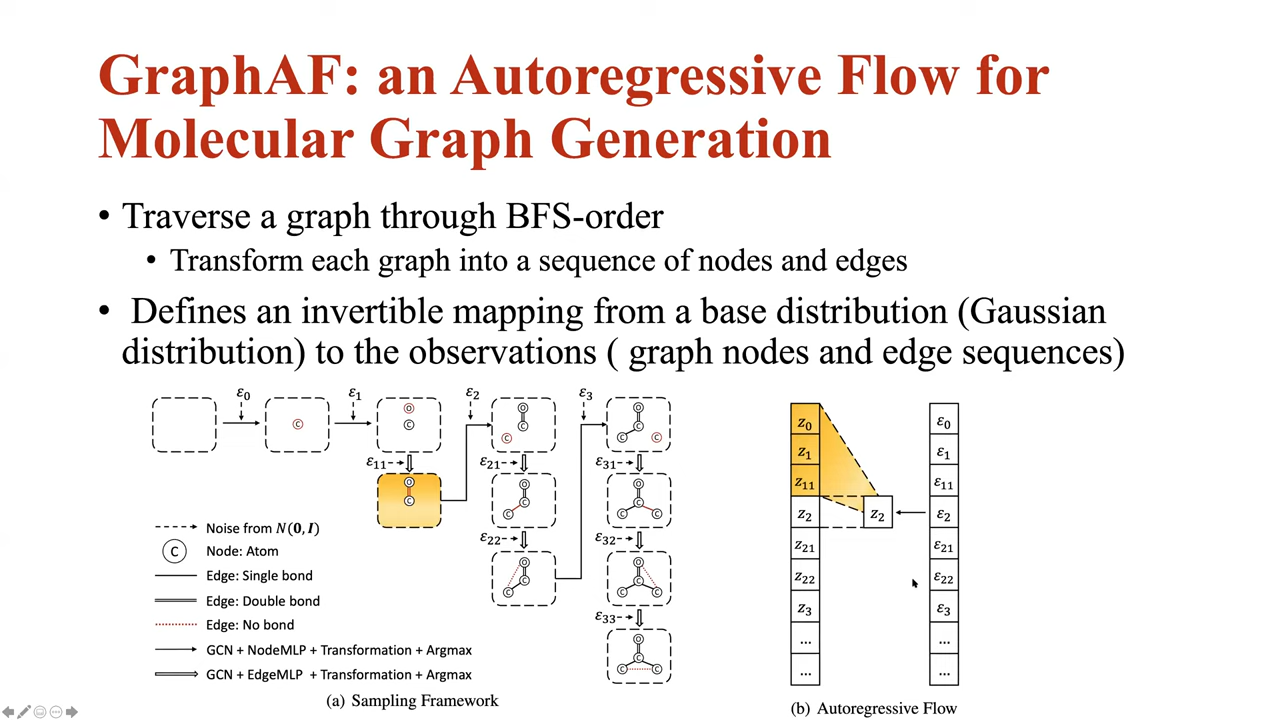 GraphAF: an Autoregressive Flow for
Molecular Graph Generation
• Traverse a graph through BFS-order
• Transform each graph into a sequence of nodes and edges
• Defines an invertible mapping from a base distribution (Gaussian
distribution) to the observations ( graph nodes and edge sequences)
ε0 ε1 ε2 ε3
C
O
C
O
C
C
O
C
C
C
ε11 ε21 ε31
O
C
O
C
C
O
C
C
C
ε22 ε32
O
C
C
O
C
C
C
ε33
O
C
C
C
Noise from N(0, I)
C Node: Atom
Edge: Single bond
Edge: Double bond
Edge: No bond
GCN + NodeMLP + Transformation + Argmax
GCN + EdgeMLP + Transformation + Argmax
(a) Sampling Framework
z0 ε0
z1 ε1
z11 ε11
z2 z2 ε2
z21 ε21
z22 ε22
z3 ε3
... ...
... ...
(b) Autoregressive Flow